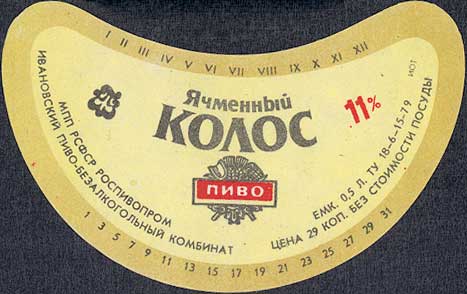 I II III IV V VI VII VIII IX X XI XII
Ячменный
КОЛОС
11%
ПИВО
МПП РСФСР РОСПИВОПРОМ
ИВАНОВСКИЙ ПИВО-БЕЗАЛКОГОЛЬНЫЙ КОМБИНАТ
ЕМК. 0,5 Л. ТУ 18-6-15-79
ЦЕНА 29 КОП. БЕЗ СТОИМОСТИ ПОСУДЫ
1 3 5 7 9 11 13 15 17 19 21 23 25 27 29 31